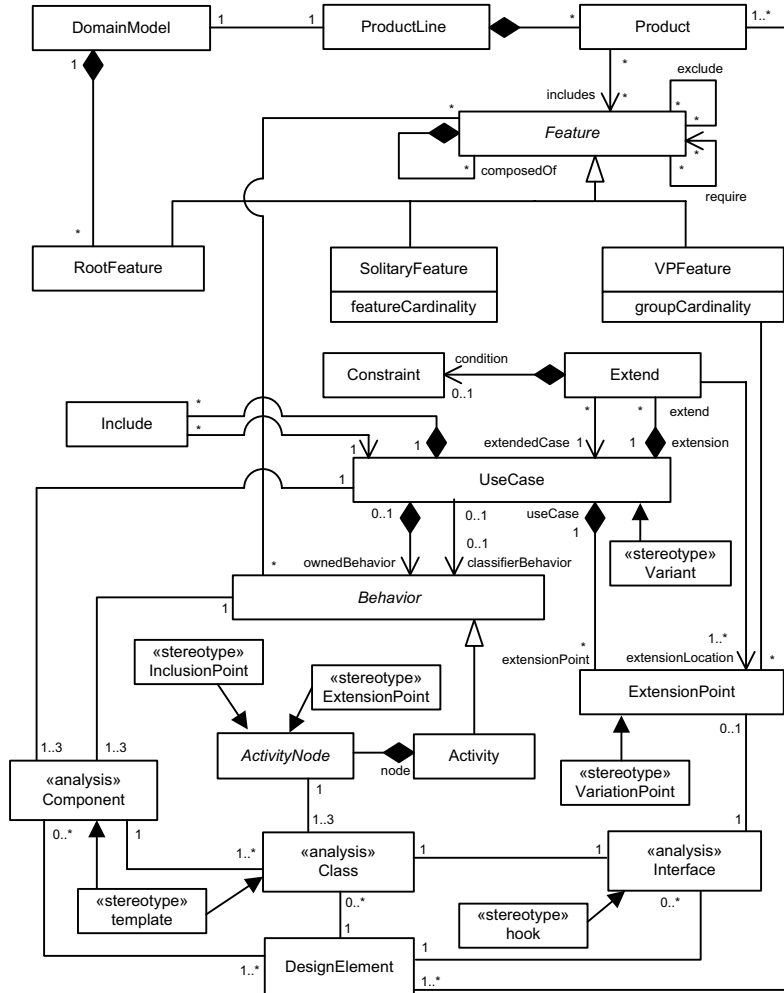 DomainModel
1
1
ProductLine
*
Product
1..*
1
*
exclude
includes
*
*
*
Feature
*
*
*
composedOf
*
require
*
RootFeature
SolitaryFeature
VPFeature
featureCardinality
groupCardinality
condition
Constraint
0..1
Extend
*
Include
*
*
*
extend
extendedCase
1
1
extension
1
1
1
UseCase
0..1
0..1
useCase
1
0..1
«stereotype»
Variant
ownedBehavior
classifierBehavior
*
Behavior
1
1..*
*
*
extensionPoint
extensionLocation
«stereotype»
InclusionPoint
«stereotype»
ExtensionPoint
ExtensionPoint
0..1
1..3
1..3
ActivityNode
node
Activity
«stereotype»
VariationPoint
«analysis»
Component
1
1..3
1
0..*
1
1..*
«analysis»
Class
1
1
«analysis»
Interface
«stereotype»
template
0..*
0..*
«stereotype»
hook
1
1
1..*
DesignElement
1..*